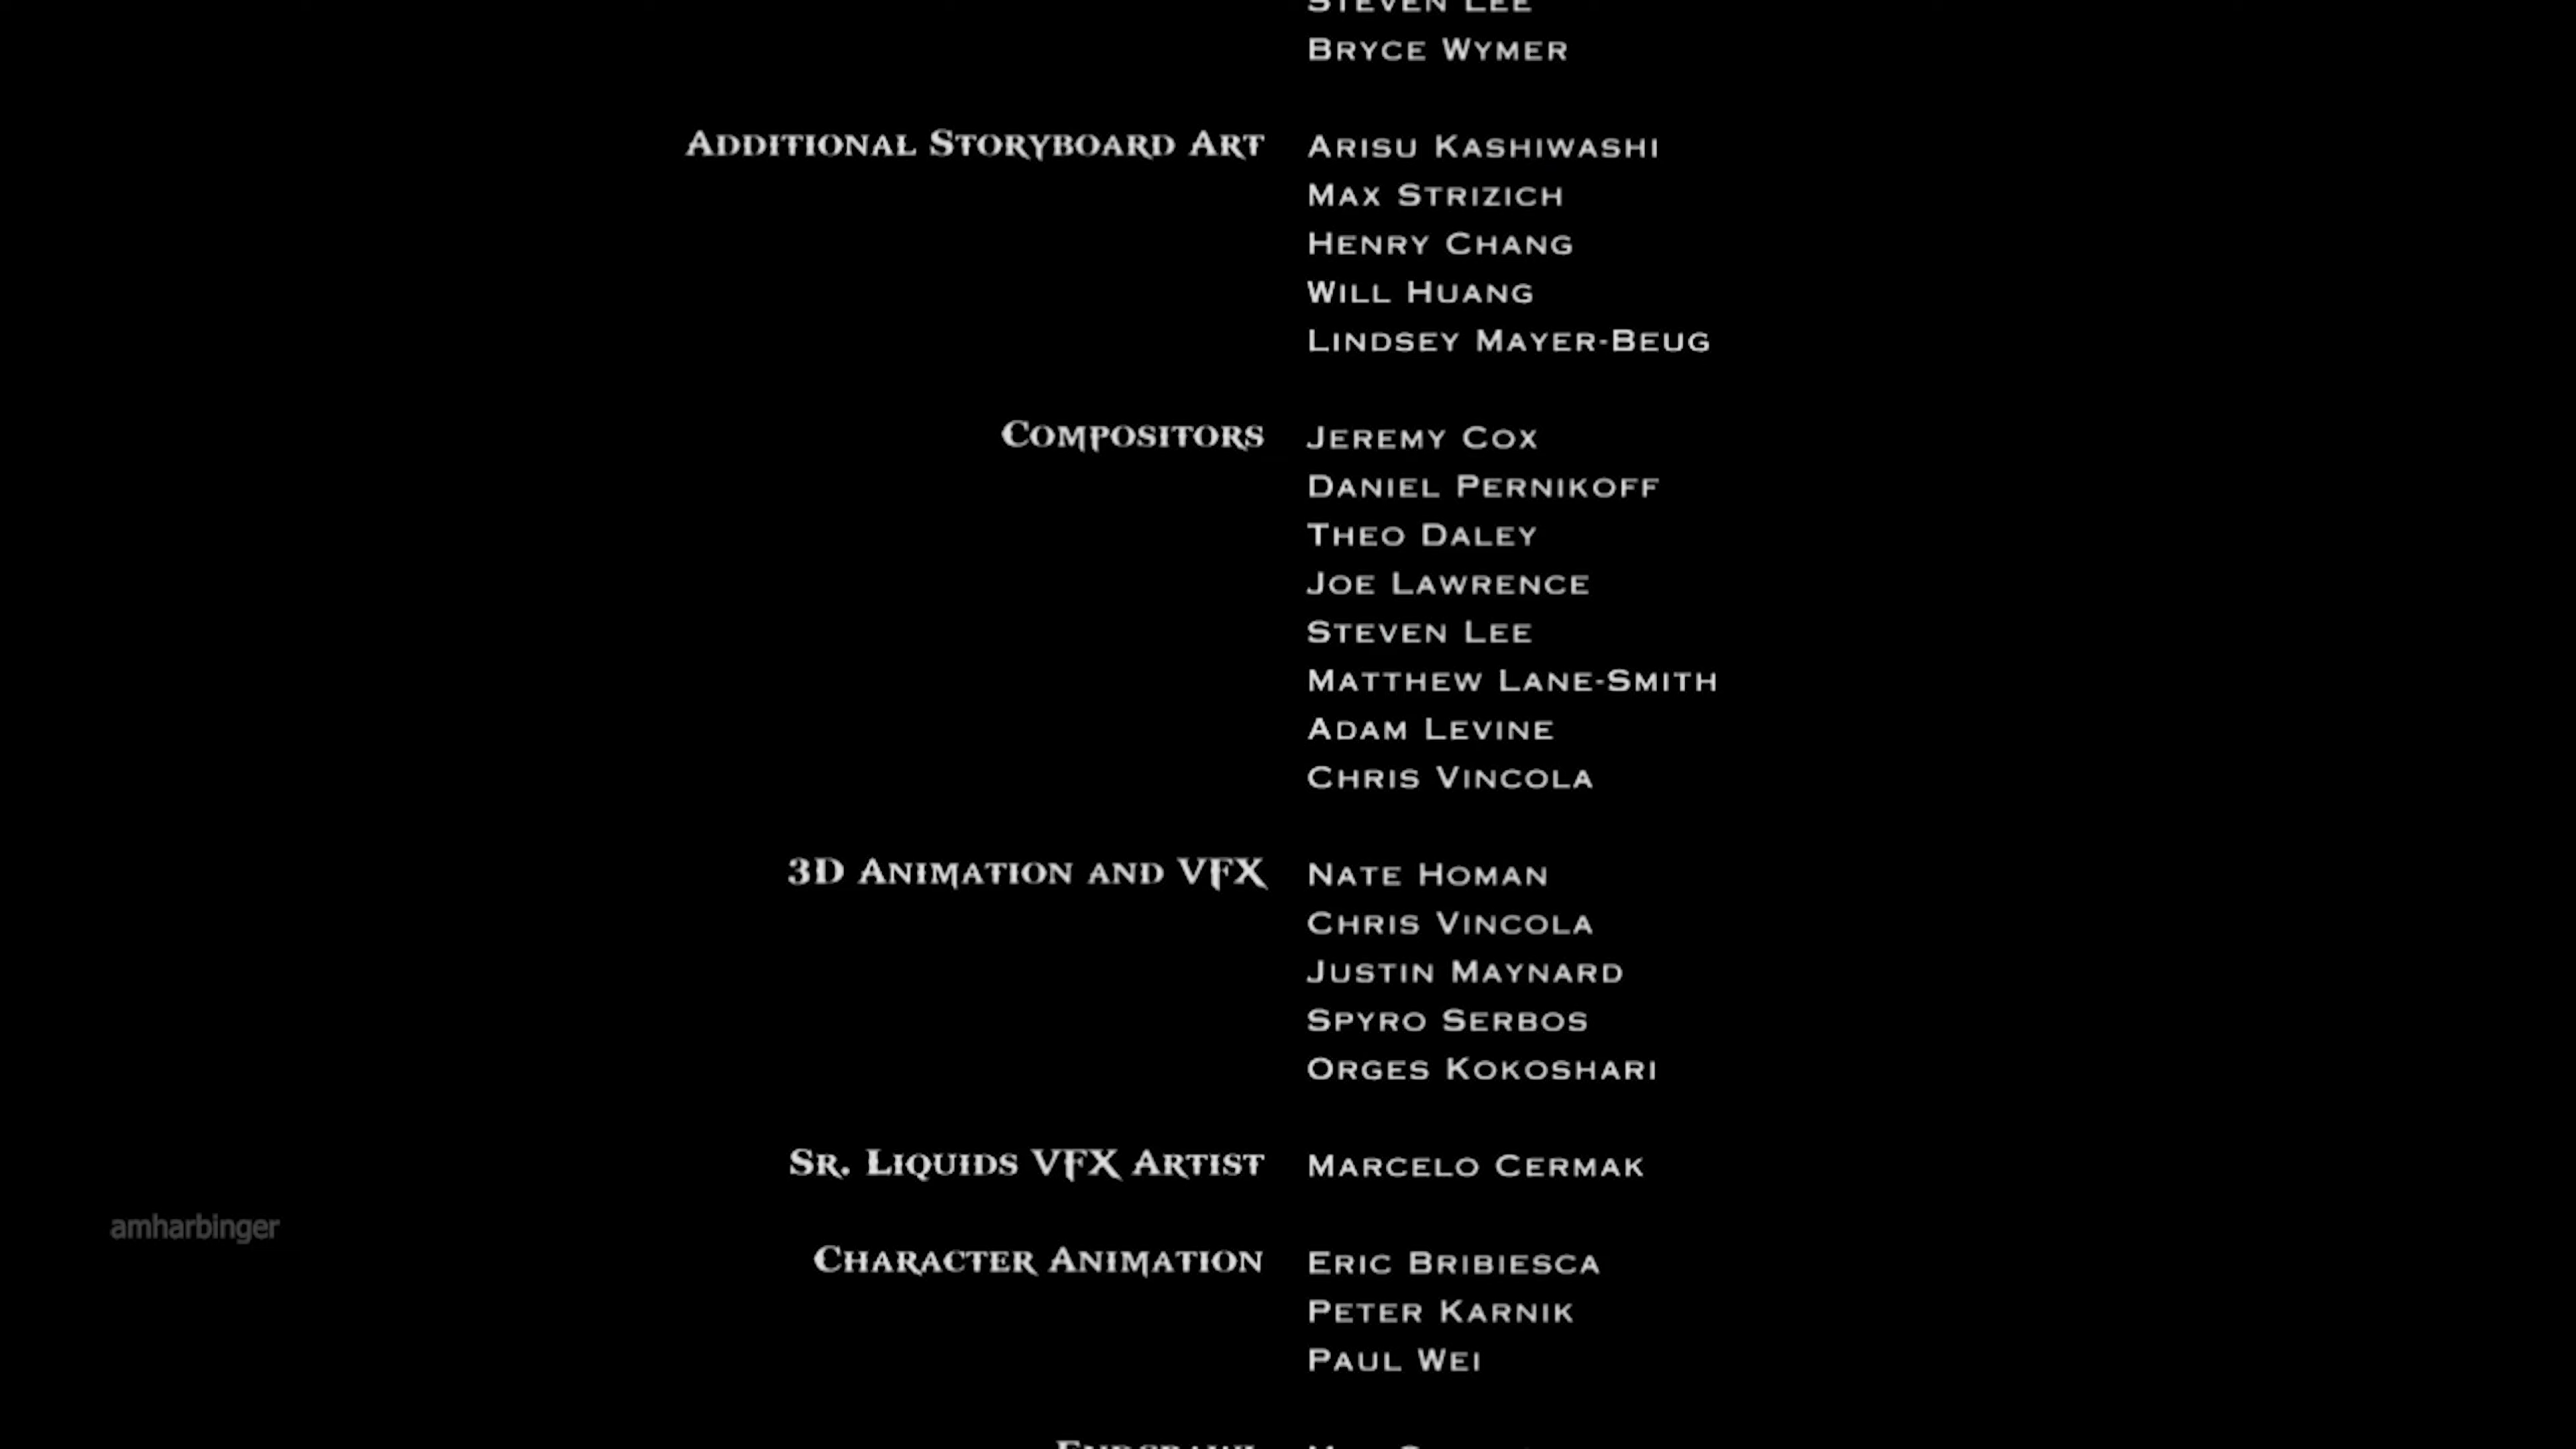 Steven Lee
Bryce Wymer
Additional Storyboard Art Arisu Kashiwashi
Max Strizich
Henry Chang
Will Huang
Lindsey Mayer-Beug
Compositors Jeremy Cox
Daniel Pernikoff
Theo Daley
Joe Lawrence
Steven Lee
Matthew Lane-Smith
Adam Levine
Chris Vincola
3D Animation and VFX Nate Homan
Chris Vincola
Justin Maynard
Spyro Serbos
Orges Kokoshari
Sr. Liquids VFX Artist Marcelo Cermak
amharbinger
Character Animation Eric Bribiesca
Peter Karnik
Paul Wei